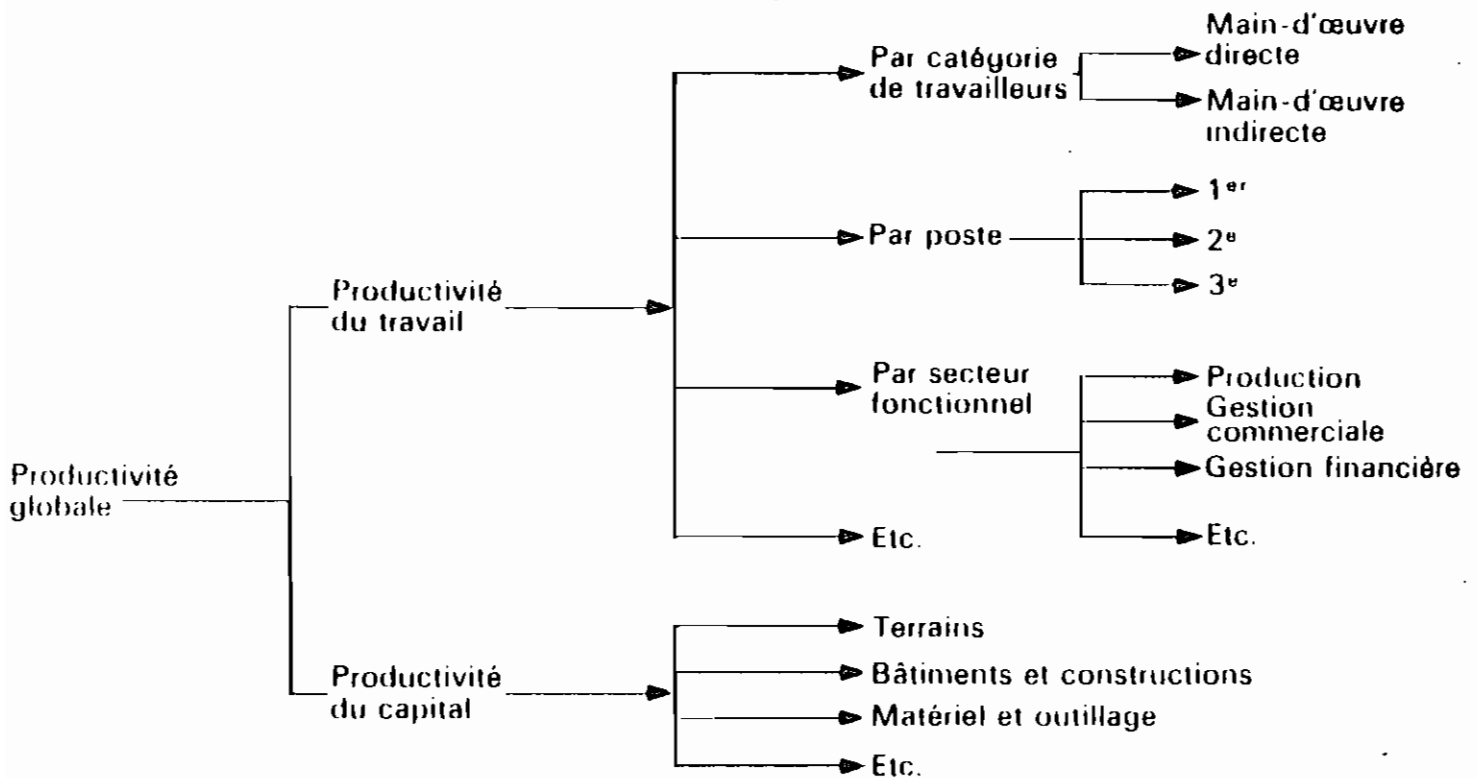 Productivité
globale
Productivité
du travail
Par catégorie
de travailleurs
Main-d'œuvre
directe
Main-d'œuvre
indirecte
Par poste
1er
2e
3e
Par secteur
fonctionnel
Production
Gestion
commerciale
Gestion financière
Etc.
Etc.
Productivité
du capital
Terrains
Bâtiments et constructions
Matériel et outillage
Etc.